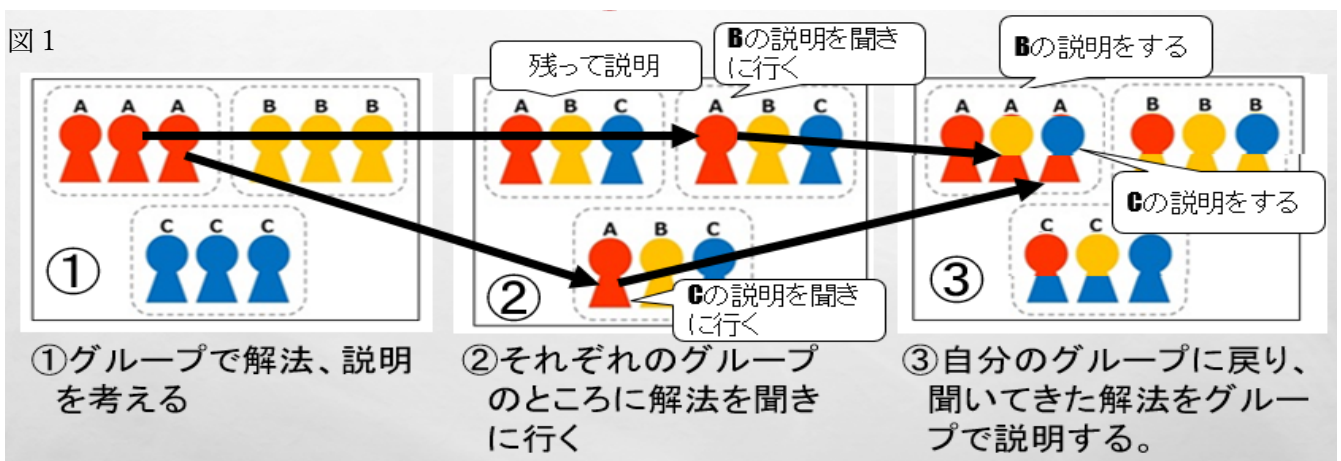 図1
残って説明
Bの説明を聞き
に行く
Bの説明をする
A A A
B B B
A B C
A B C
A A A
B B B
Cの説明をする
C C C
A B C
C C
①
②
③
Cの説明を聞き
に行く
①グループで解法、説明
を考える
②それぞれのグループ
のところに解法を聞き
に行く
③自分のグループに戻り、
聞いてきた解法をグルー
プで説明する。